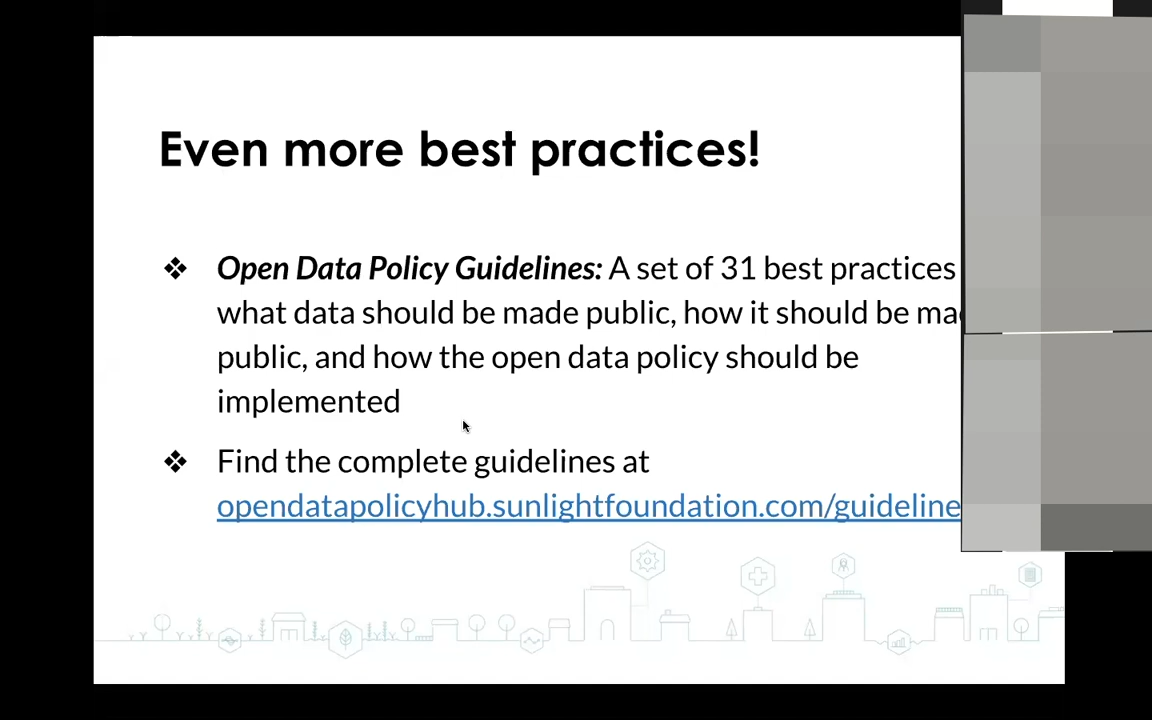 Even more best practices!
❖ Open Data Policy Guidelines: A set of 31 best practices
what data should be made public, how it should be
public, and how the open data policy should be
implemented
❖ Find the complete guidelines at
opendatapolicyhub.sunlightfoundation.com/guideline